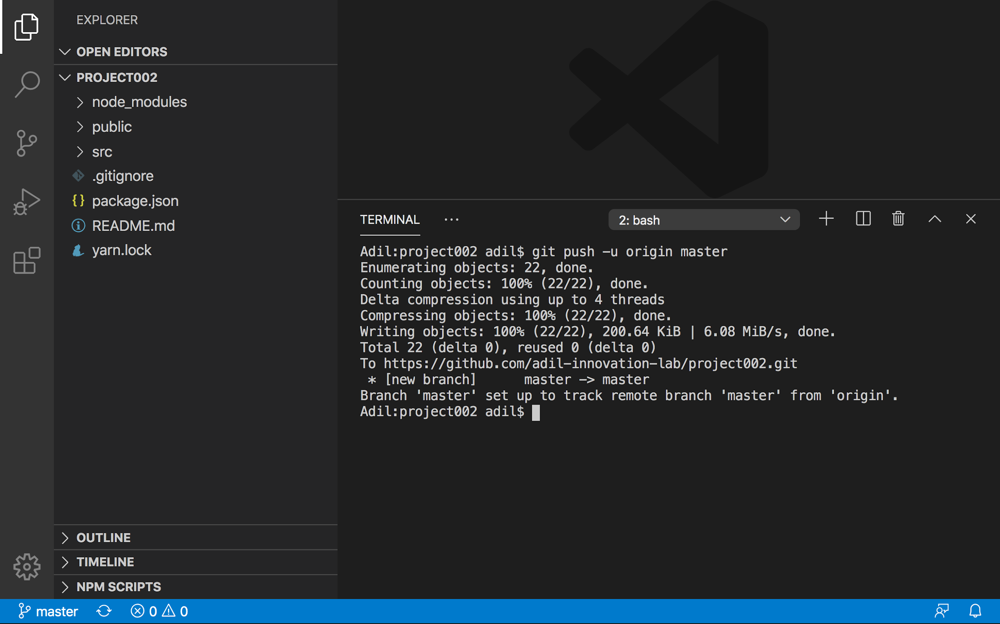 EXPLORER
OPEN EDITORS
PROJECT002
node_modules
public
src
.gitignore
{} package.json
README.md
yarn.lock
OUTLINE
TIMELINE
NPM SCRIPTS
TERMINAL ... 2: bash
Adil:project002 adil$ git push -u origin master
Enumerating objects: 22, done.
Counting objects: 100% (22/22), done.
Delta compression using up to 4 threads
Compressing objects: 100% (22/22), done.
Writing objects: 100% (22/22), 200.64 KiB | 6.08 MiB/s, done.
Total 22 (delta 0), reused 0 (delta 0)
To https://github.com/adil-innovation-lab/project002.git
 * [new branch]      master -> master
Branch 'master' set up to track remote branch 'master' from 'origin'.
Adil:project002 adil$
master 0 0